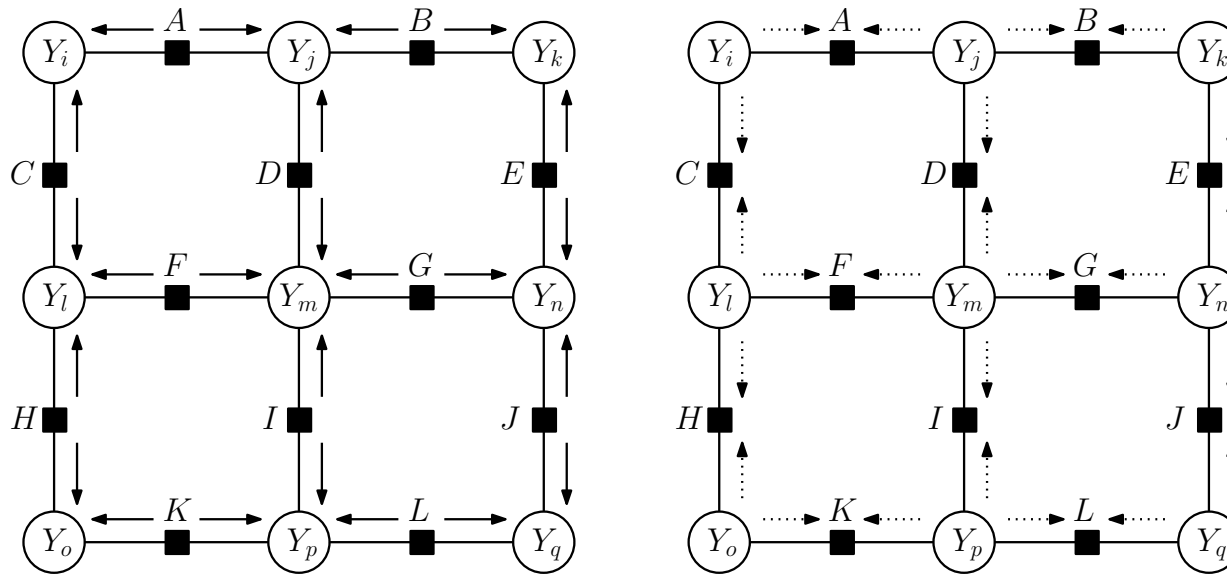 Y_i A Y_j B Y_k
C D E
Y_l F Y_m G Y_n
H I J
Y_o K Y_p L Y_q
Y_i A Y_j B Y_k
C D E
Y_l F Y_m G Y_n
H I J
Y_o K Y_p L Y_q